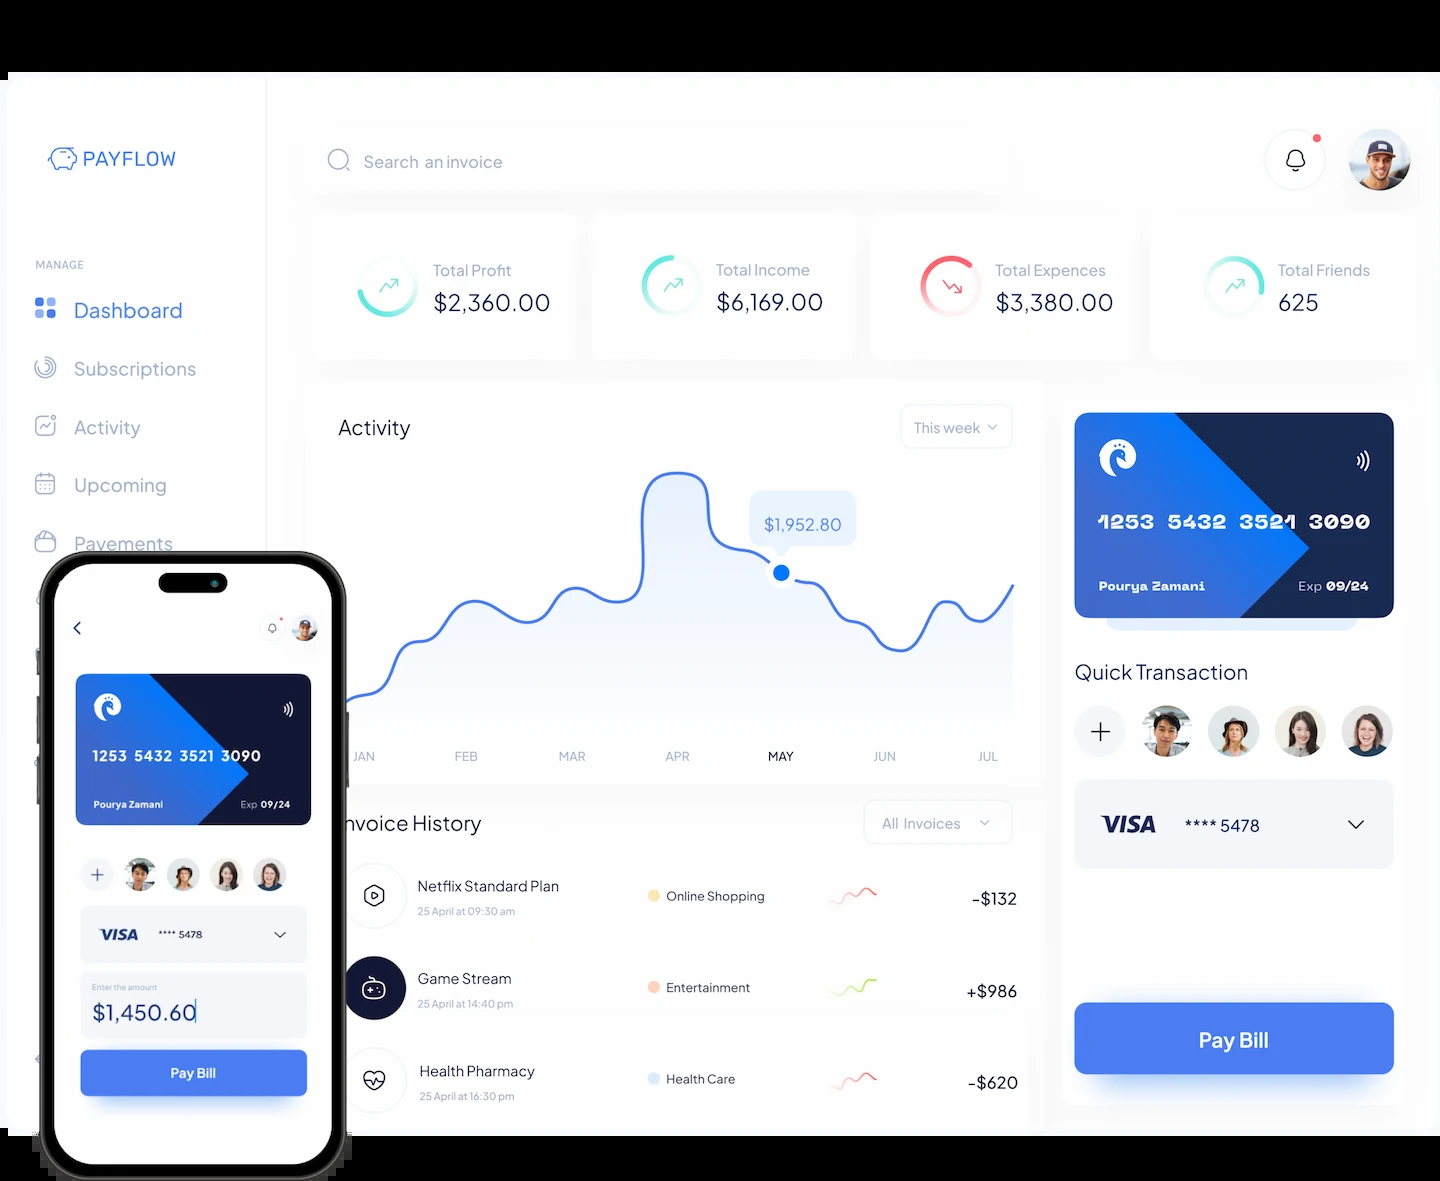 PAYFLOW
Search an invoice
MANAGE
Dashboard
Subscriptions
Activity
Upcoming
Payements
Total Profit
$2,360.00
Total Income
$6,169.00
Total Expences
$3,380.00
Total Friends
625
Activity
This week
$1,952.80
JAN FEB MAR APR MAY JUN JUL
nvoice History
All Invoices
Netflix Standard Plan
25 April at 09:30 am
Online Shopping
-$132
Game Stream
25 April at 14:40 pm
Entertainment
+$986
Health Pharmacy
25 April at 16:30 pm
Health Care
-$620
1253 5432 3521 3090
Pourya Zamani
Exp 09/24
Quick Transaction
VISA **** 5478
Pay Bill
1253 5432 3521 3090
Pourya Zamani
Exp 09/24
VISA **** 5478
Enter the amount
$1,450.60
Pay Bill